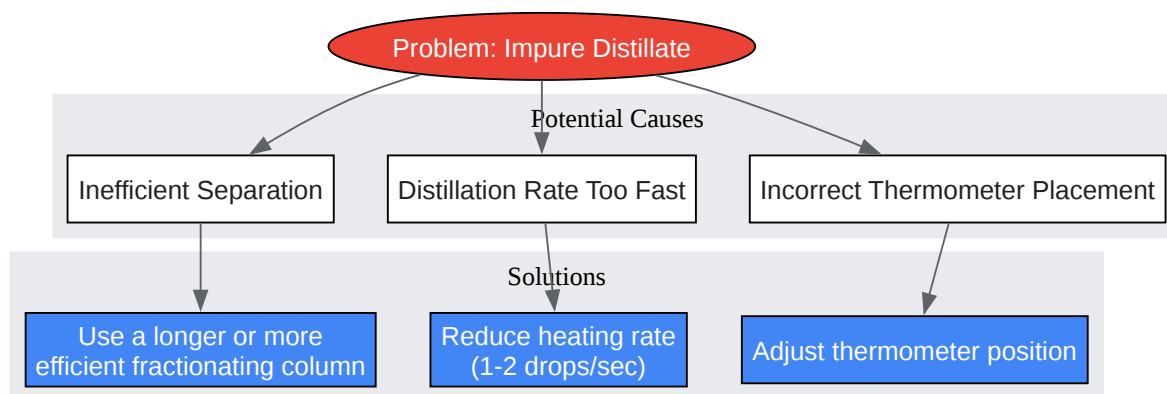 Problem: Impure Distillate
Potential Causes
Inefficient Separation
Distillation Rate Too Fast
Incorrect Thermometer Placement
Solutions
Use a longer or more
efficient fractionating column
Reduce heating rate
(1-2 drops/sec)
Adjust thermometer position